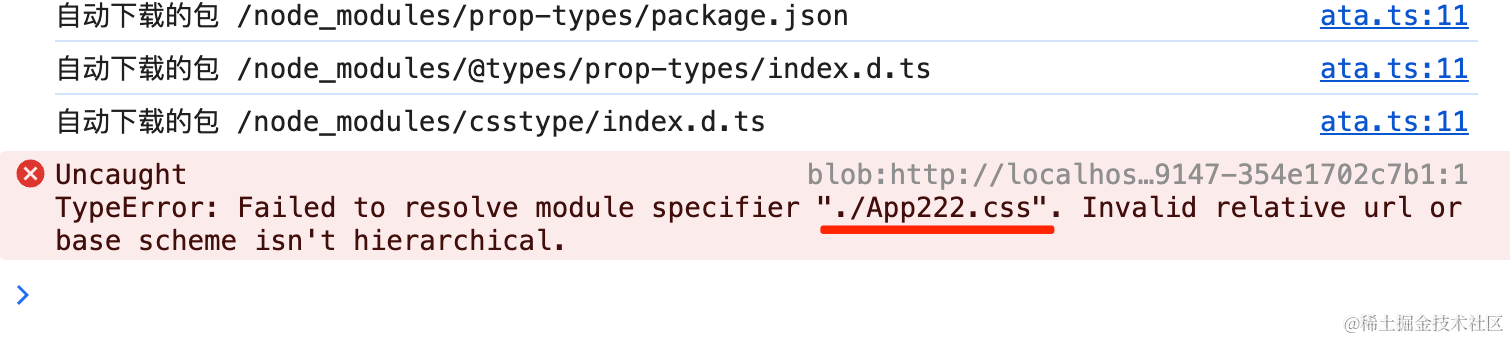 自动下载的包 /node_modules/prop-types/package.json ata.ts:11
自动下载的包 /node_modules/@types/prop-types/index.d.ts ata.ts:11
自动下载的包 /node_modules/csstype/index.d.ts ata.ts:11
Uncaught blob:http://localhos…9147-354e1702c7b1:1
TypeError: Failed to resolve module specifier "./App222.css". Invalid relative url or
base scheme isn't hierarchical.
@稀土掘金技术社区